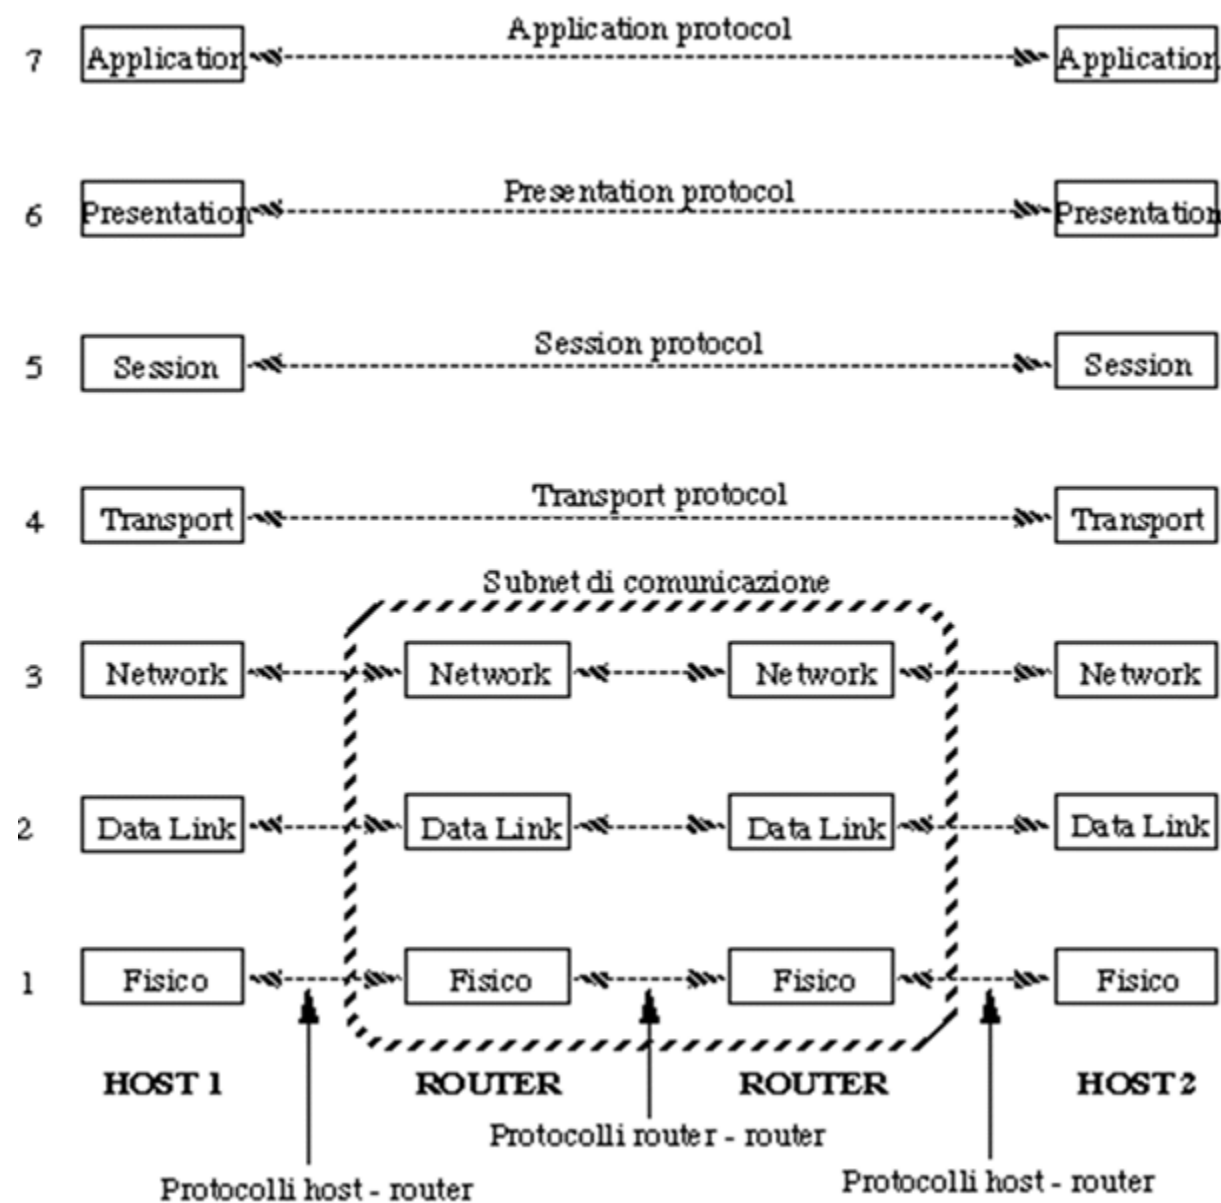 Application protocol
7 Application Application
Presentation protocol
6 Presentation Presentation
Session protocol
5 Session Session
Transport protocol
4 Transport Transport
Subnet di comunicazione
3 Network Network Network Network
2 Data Link Data Link Data Link Data Link
1 Fisico Fisico Fisico Fisico
HOST 1 ROUTER ROUTER HOST 2
Protocolli router - router
Protocolli host - router Protocolli host - router